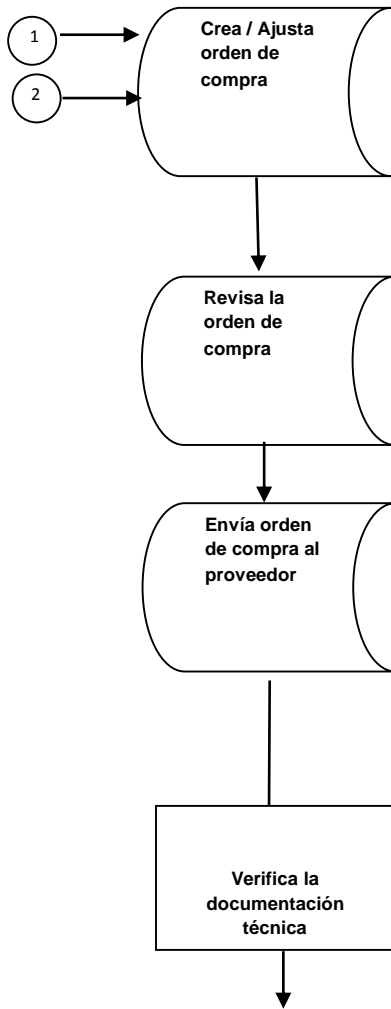 1
2
Crea / Ajusta
orden de
compra
Revisa la
orden de
compra
Envía orden
de compra al
proveedor
Verifica la
documentación
técnica